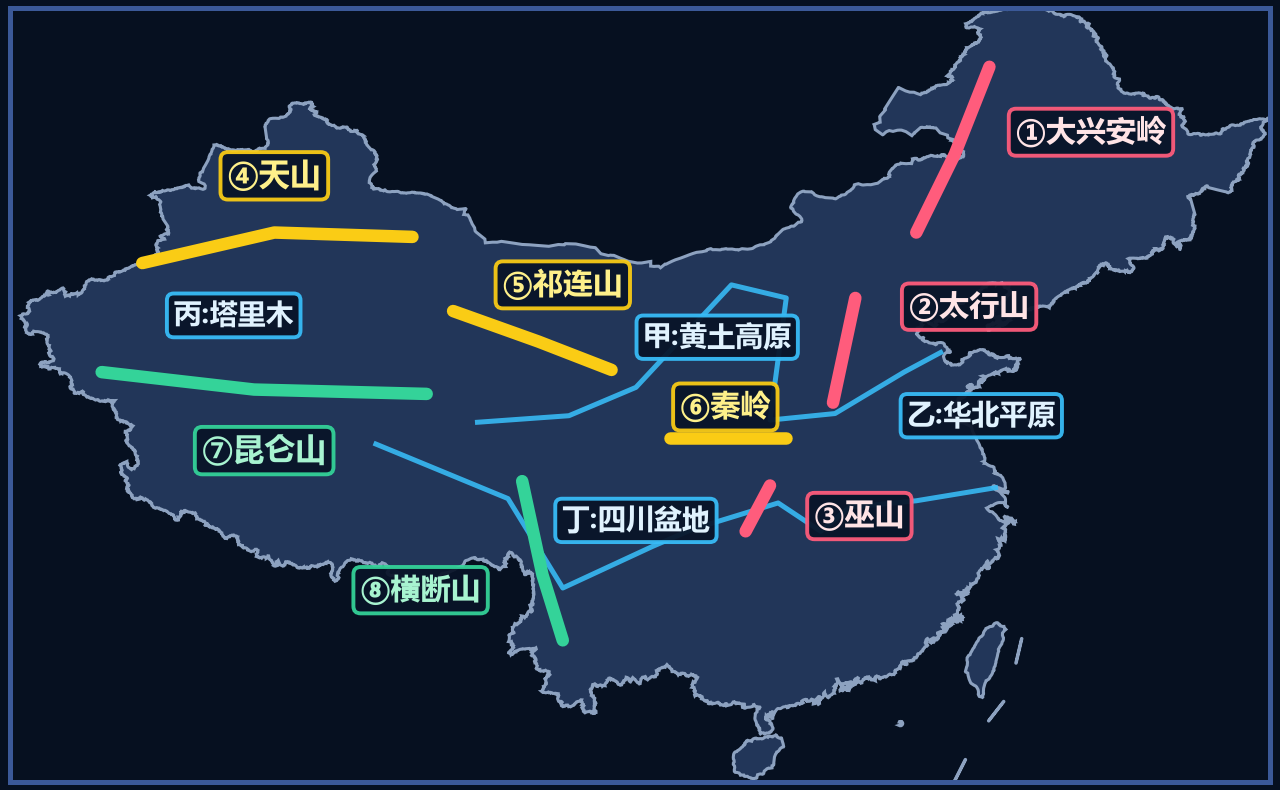 ①大兴安岭
④天山
⑤祁连山
②太行山
丙:塔里木
甲:黄土高原
⑥秦岭
乙:华北平原
⑦昆仑山
丁:四川盆地
③巫山
⑧横断山